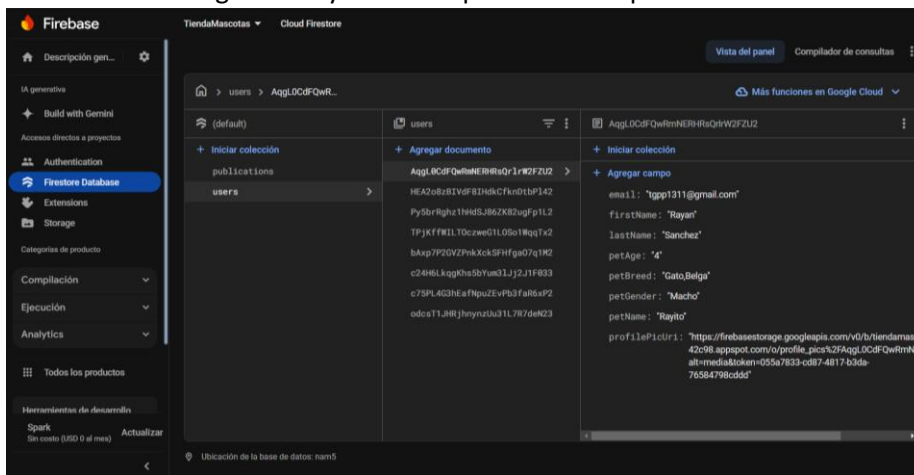 Firebase
TiendaMascotas
Cloud Firestore
Descripción gen...
Vista del panel
Compilador de consultas
IA generativa
Build with Gemini
Accesos directos a proyectos
Authentication
Firestore Database
Extensions
Storage
Categorías de producto
Compilación
Ejecución
Analytics
Todos los productos
Herramientas de desarrollo
Spark
Sin costo (USD 0 al mes)
Actualizar
> users > AqgL0CdFQwR...
Más funciones en Google Cloud
(default)
+ Iniciar colección
publications
users
users
+ Agregar documento
AqgL0CdFQwRmNERHRsQrlrW2FZU2
HEA2o8z8IVdF8IHdkCfknOtbPl42
Py5brRghz1hHdSJ86ZK82ugFp1L2
TPjKffWILTOczweG1LOSo1WqqTx2
bAxp7P2GVZPnkXckSFHfga07q1M2
c24H6LkqgKhs5bYum3lJj2J1F033
c75PL4G3hEafNpuZEvPb3faR6xP2
odcsT1JHRjhnynzUu31L7R7deN23
AqgL0CdFQwRmNERHRsQrlrW2FZU2
+ Iniciar colección
+ Agregar campo
email: "tgpp1311@gmail.com"
firstName: "Rayan"
lastName: "Sanchez"
petAge: "4"
petBreed: "Gato,Belga"
petGender: "Macho"
petName: "Rayito"
profilePicUri: "https://firebasestorage.googleapis.com/v0/b/tiendamas
42c98.appspot.com/o/profile_pics%2FAqgL0CdFQwRmN
alt=media&token=055a7833-cd87-4817-b3da-
76584798cddd"
Ubicación de la base de datos: nam5